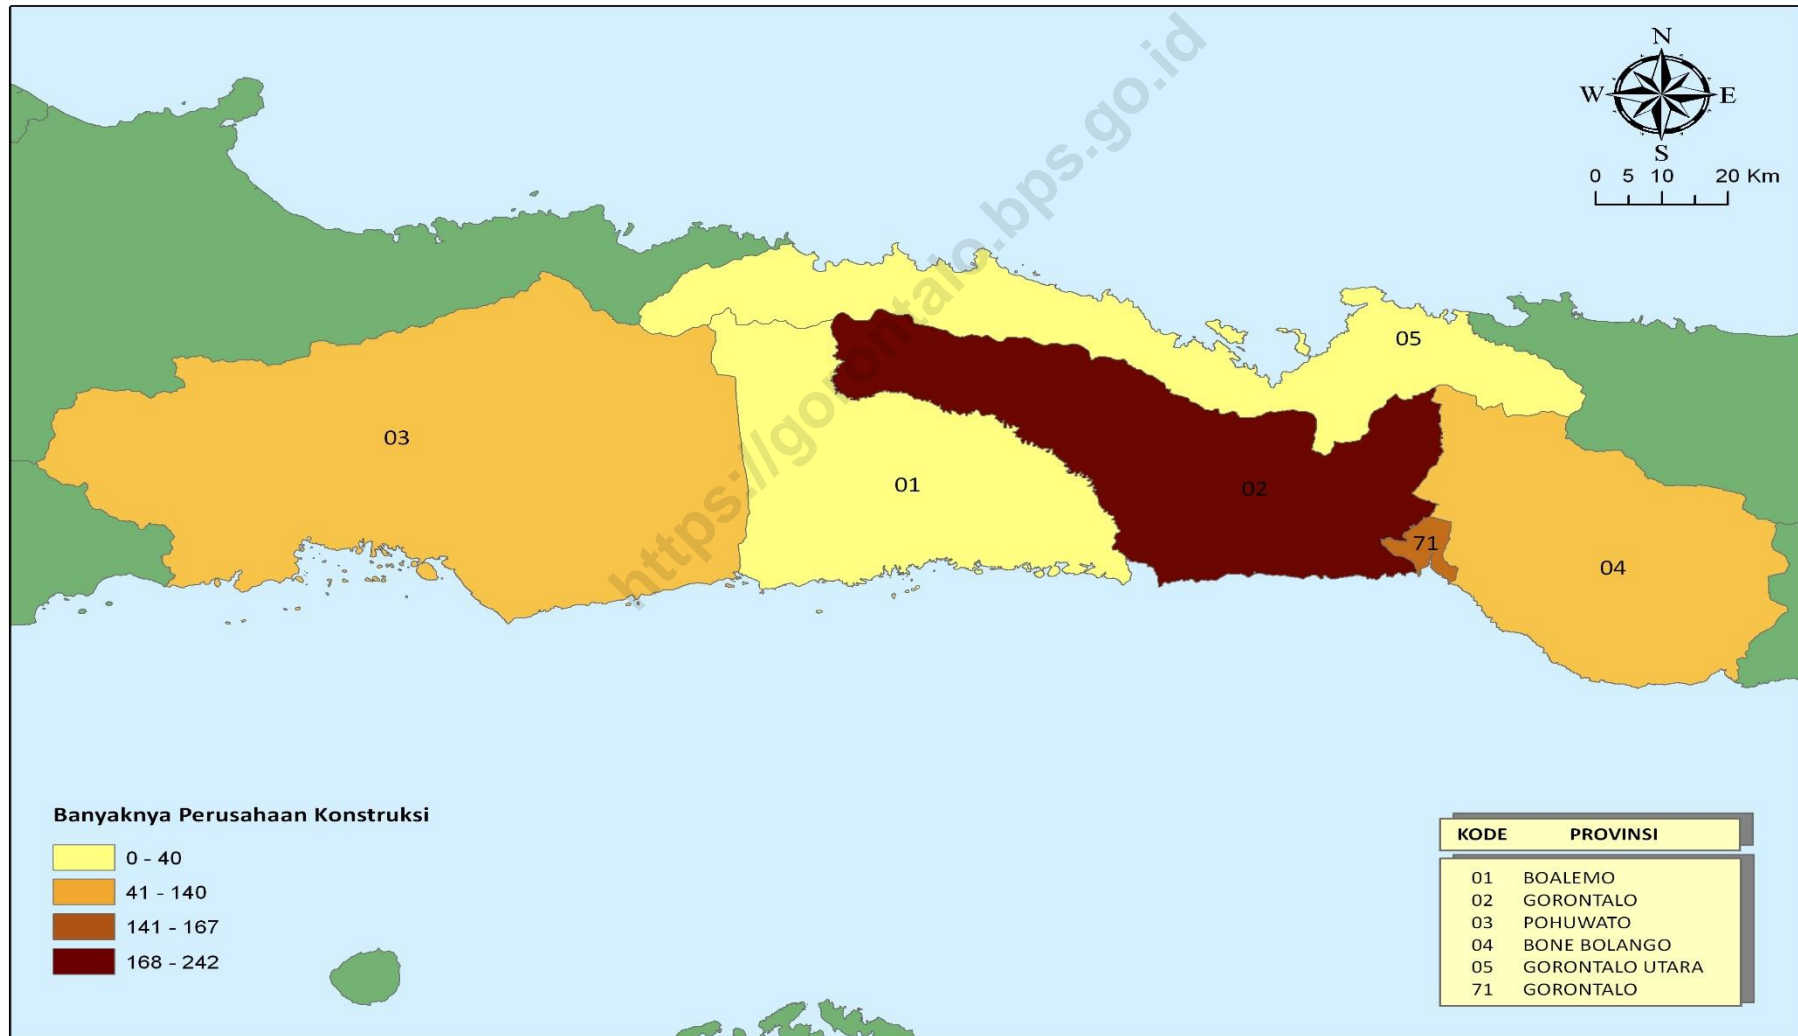 https://gorontalo.bps.go.id
N
W E
S
0 5 10 20 Km
05
03
01
02
71
04
Banyaknya Perusahaan Konstruksi
0 - 40
41 - 140
141 - 167
168 - 242
KODE PROVINSI
01 BOALEMO
02 GORONTALO
03 POHUWATO
04 BONE BOLANGO
05 GORONTALO UTARA
71 GORONTALO